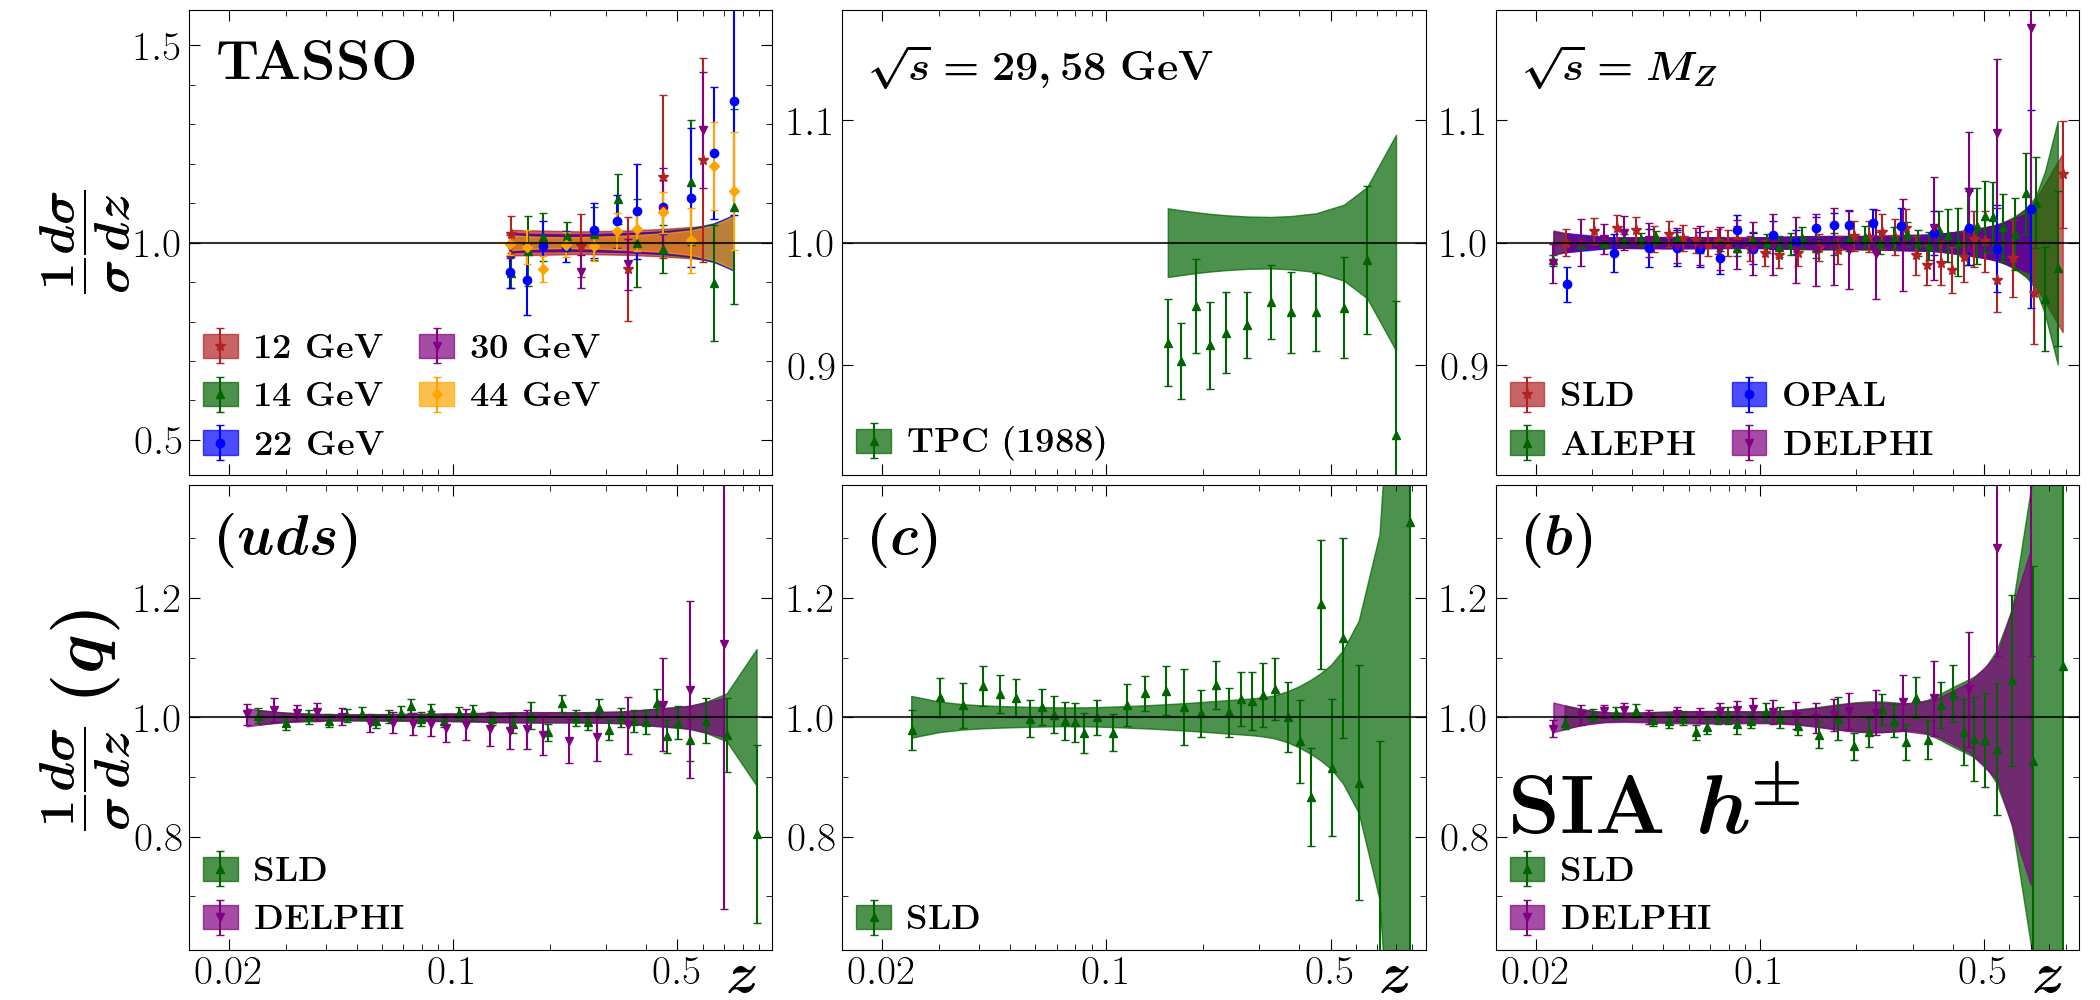 TASSO
1.5
1.0
0.5
12 GeV
14 GeV
22 GeV
30 GeV
44 GeV
1 dσ
σ dz
√s = 29, 58 GeV
1.1
1.0
0.9
TPC (1988)
√s = M_Z
1.1
1.0
0.9
SLD
ALEPH
OPAL
DELPHI
(uds)
1.2
1.0
0.8
SLD
DELPHI
1 dσ (q)
σ dz
0.02 0.1 0.5 z
(c)
1.2
1.0
0.8
SLD
0.02 0.1 0.5 z
(b)
1.2
1.0
0.8
SIA h±
SLD
DELPHI
0.02 0.1 0.5 z